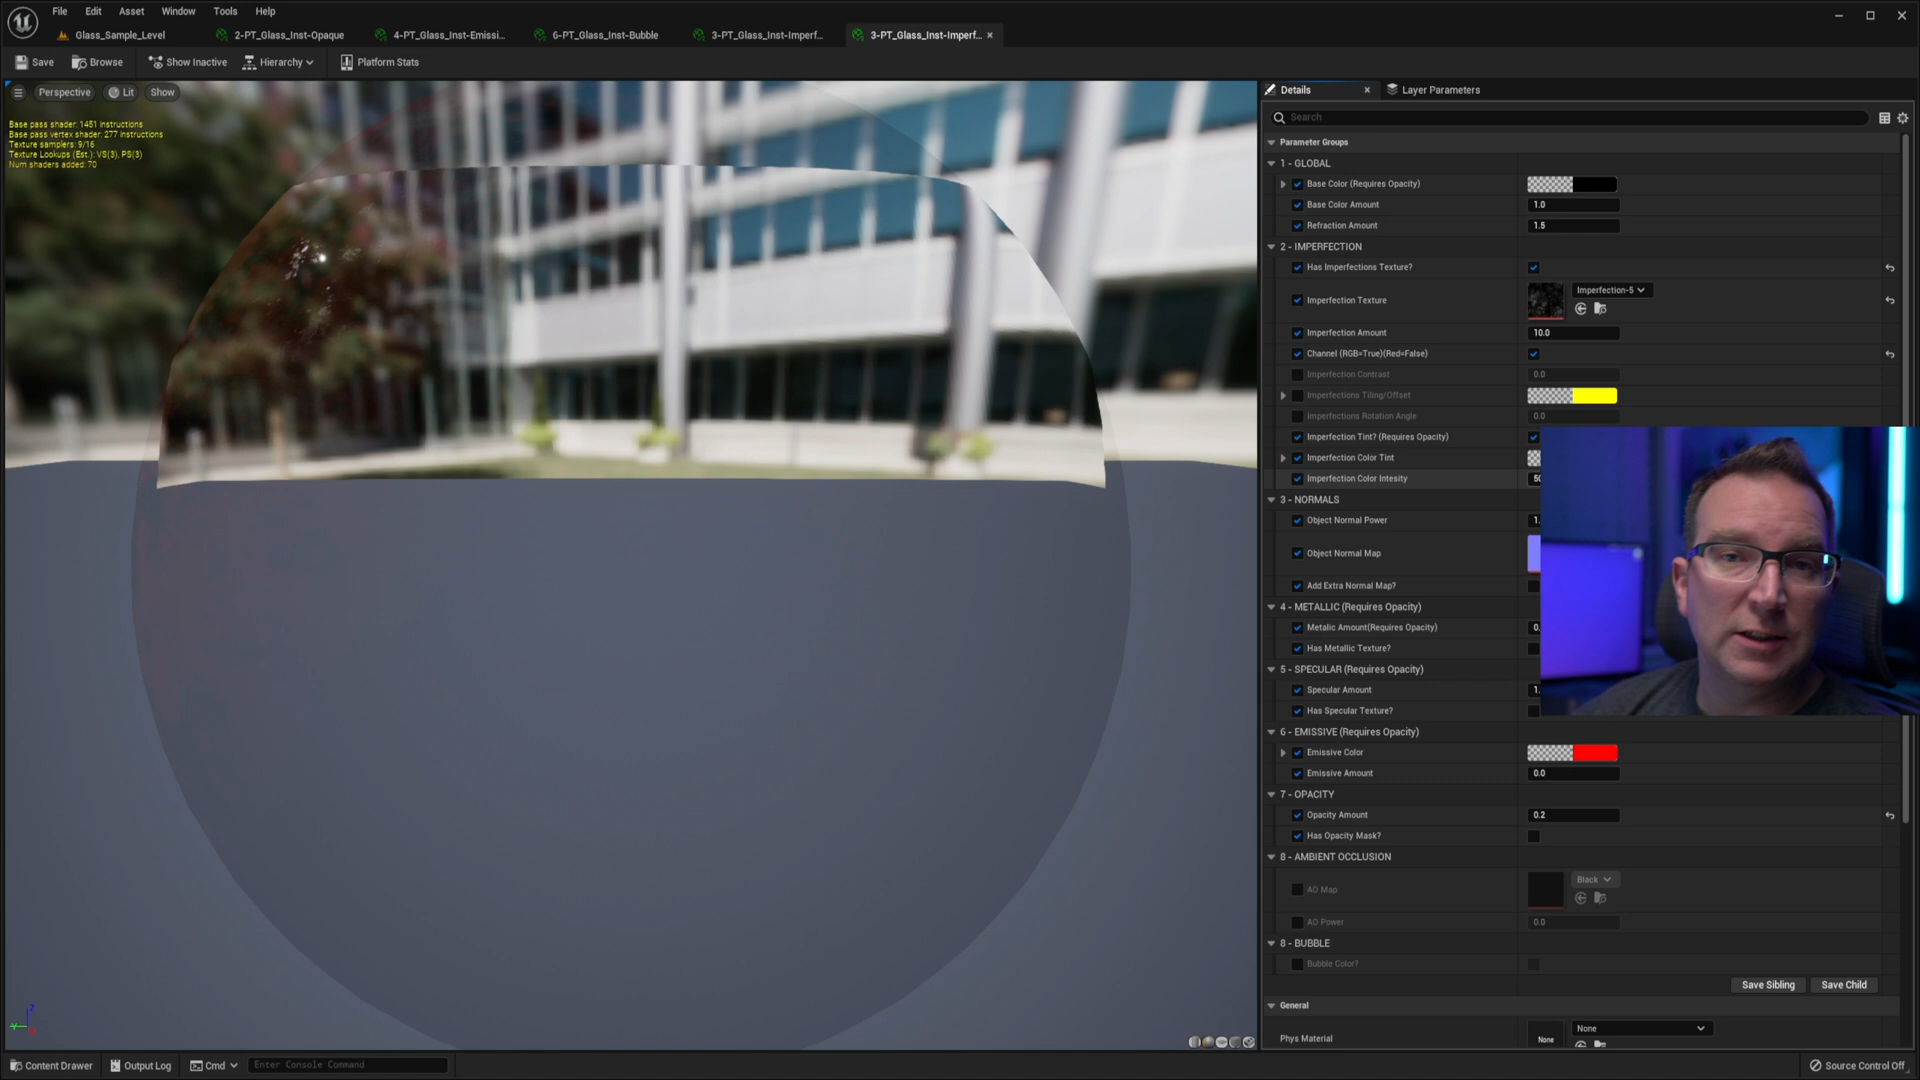 File Edit Asset Window Tools Help
Glass_Sample_Level 2-PT_Glass_Inst-Opaque 4-PT_Glass_Inst-Emissi... 6-PT_Glass_Inst-Bubble 3-PT_Glass_Inst-Imperf... 3-PT_Glass_Inst-Imperf...
Save Browse Show Inactive Hierarchy Platform Stats
Perspective Lit Show
Base pass shader: 1451 instructions
Base pass vertex shader: 277 instructions
Texture samplers: 9/16
Texture Lookups (Est.): VS(3), PS(3)
Num shaders added: 70
Details Layer Parameters
Search
Parameter Groups
1 - GLOBAL
Base Color (Requires Opacity)
Base Color Amount 1.0
Refraction Amount 1.5
2 - IMPERFECTION
Has Imperfections Texture?
Imperfection-5
Imperfection Texture
Imperfection Amount 10.0
Channel (RGB=True)(Red=False)
Imperfection Contrast 0.0
Imperfections Tiling/Offset
Imperfections Rotation Angle 0.0
Imperfection Tint? (Requires Opacity)
Imperfection Color Tint
Imperfection Color Intesity 50
3 - NORMALS
Object Normal Power 1.
Object Normal Map
Add Extra Normal Map?
4 - METALLIC (Requires Opacity)
Metalic Amount(Requires Opacity) 0.
Has Metallic Texture?
5 - SPECULAR (Requires Opacity)
Specular Amount 1.
Has Specular Texture?
6 - EMISSIVE (Requires Opacity)
Emissive Color
Emissive Amount 0.0
7 - OPACITY
Opacity Amount 0.2
Has Opacity Mask?
8 - AMBIENT OCCLUSION
Black
AO Map
AO Power 0.0
8 - BUBBLE
Bubble Color?
Save Sibling Save Child
General
Phys Material None None
Content Drawer Output Log Cmd Enter Console Command Source Control Off